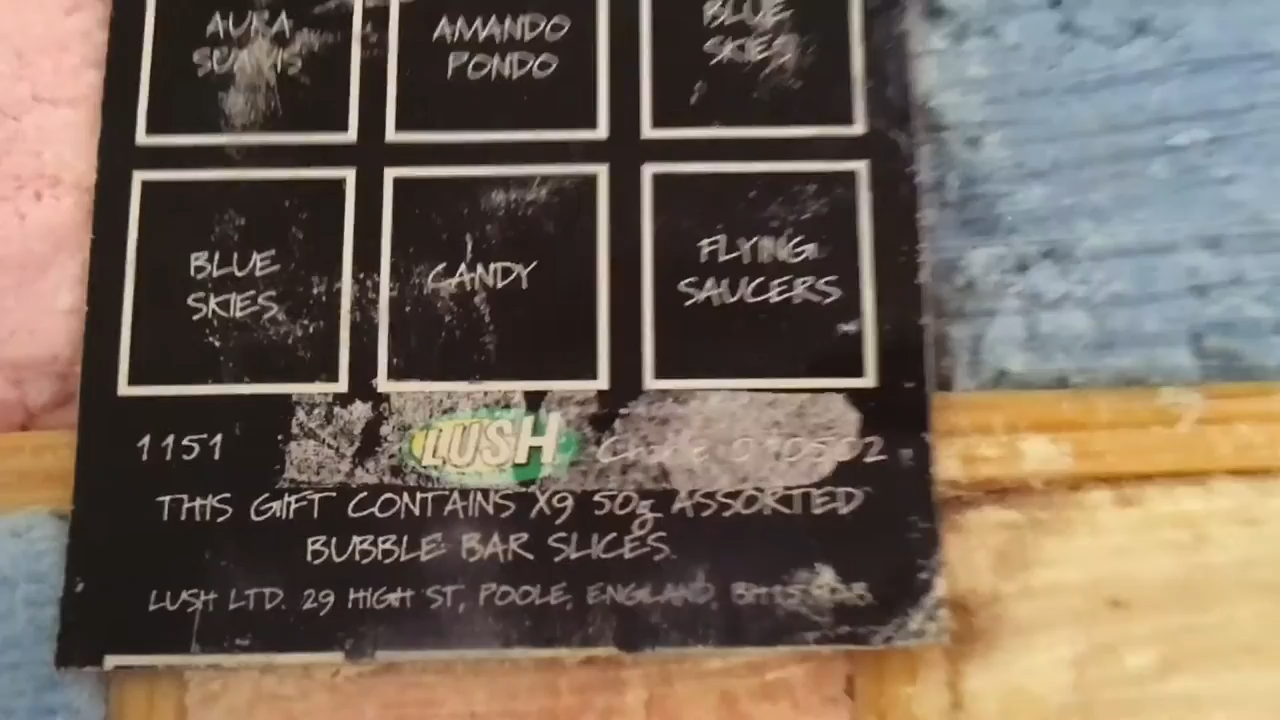 AURA
SUAVIS
AMANDO
PONDO
BLUE
SKIES
BLUE
SKIES
CANDY
FLYING
SAUCERS
1151
LUSH
THIS GIFT CONTAINS X9 50g ASSORTED
BUBBLE BAR SLICES.
LUSH LTD. 29 HIGH ST, POOLE, ENGLAND,